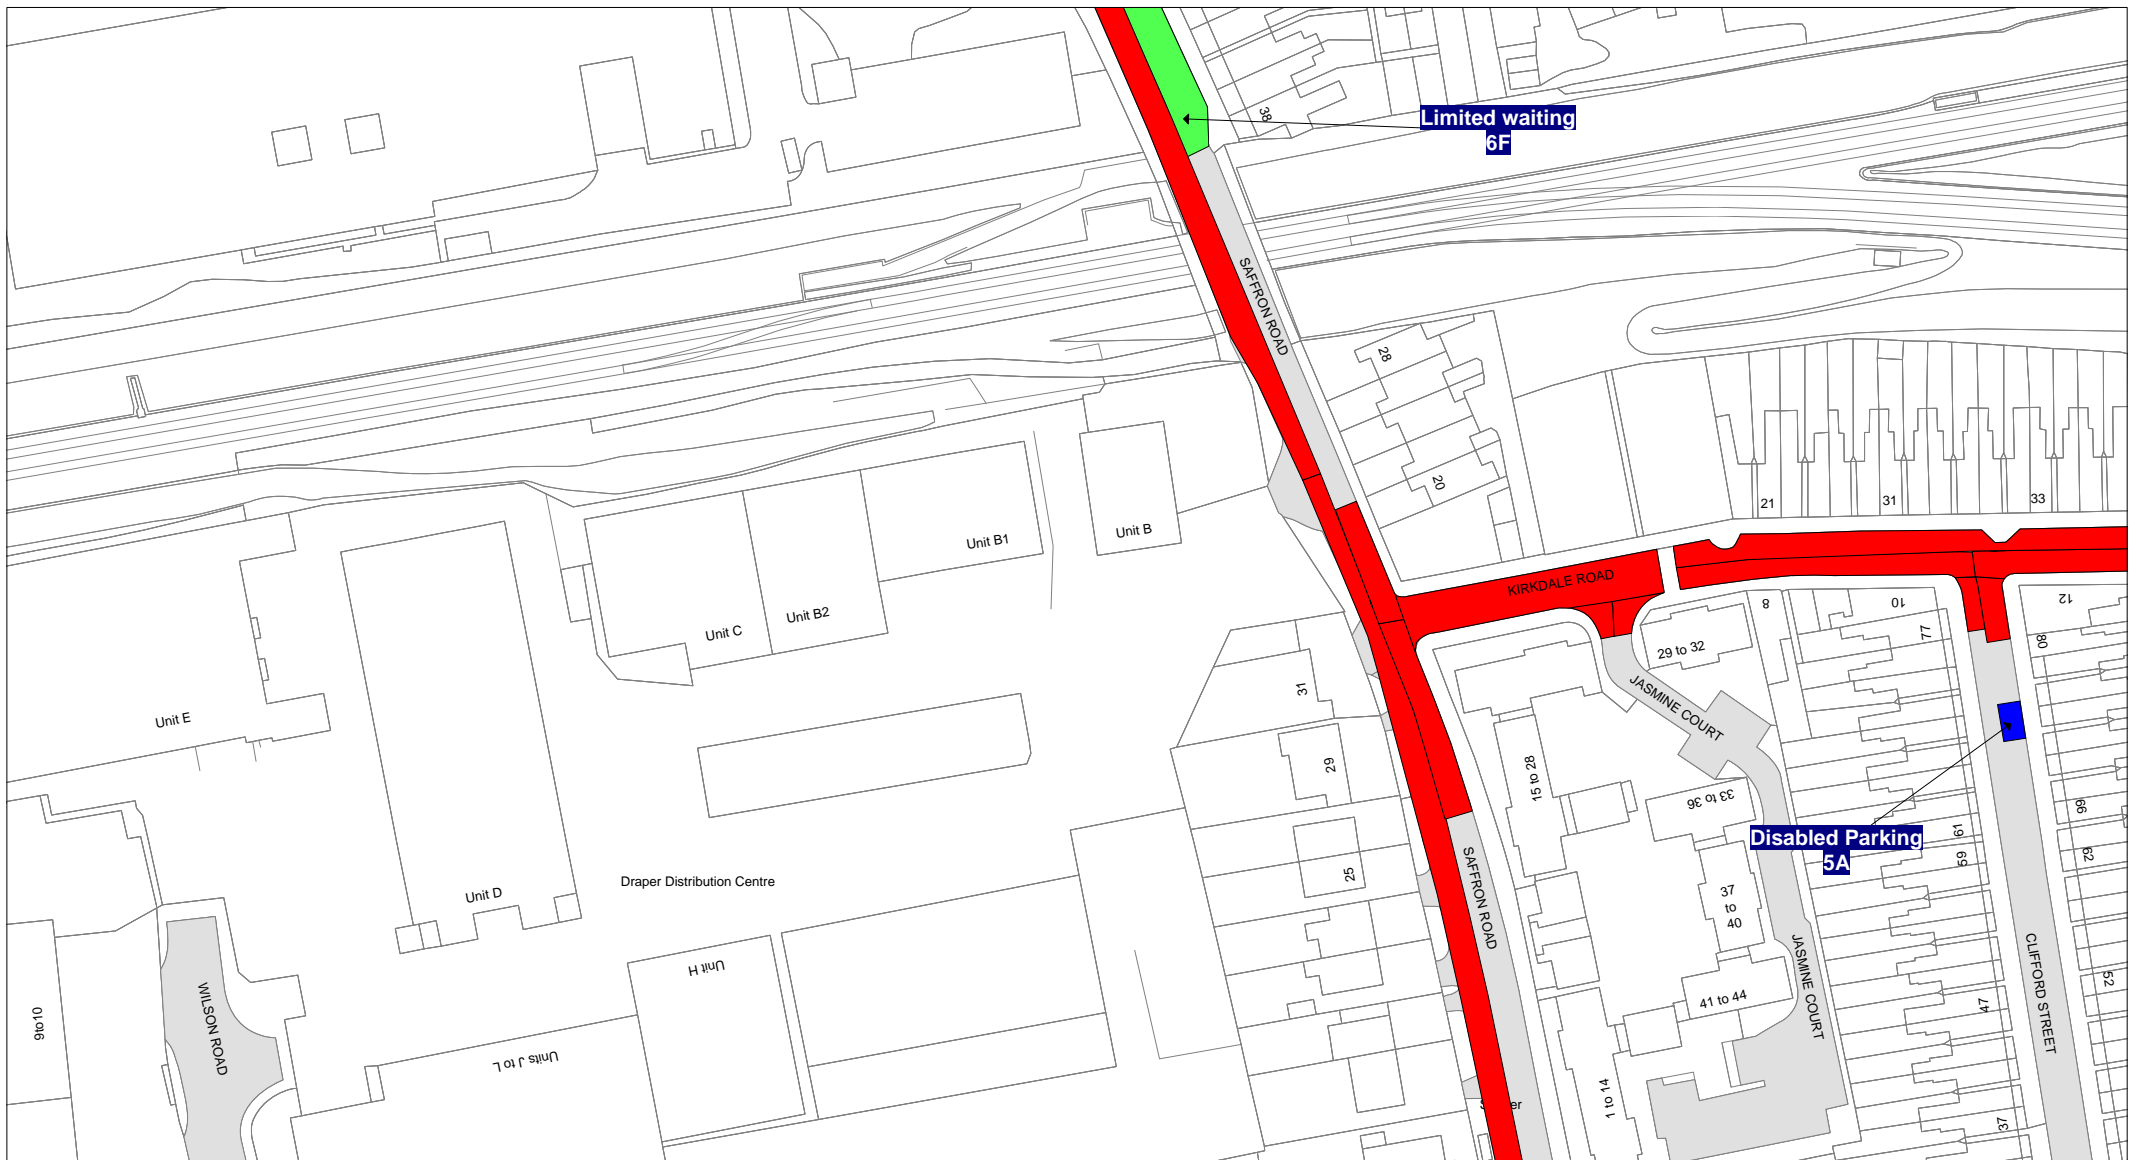 38
Limited waiting
6F
SAFFRON ROAD
28
20
21
31
33
Unit B
Unit B1
Unit B2
Unit C
KIRKDALE ROAD
8
10
12
77
80
29 to 32
JASMINE COURT
31
29
25
Unit E
15 to 28
33 to 36
Disabled Parking
5A
61
59
66
62
Draper Distribution Centre
Unit D
SAFFRON ROAD
37
to
40
JASMINE COURT
41 to 44
CLIFFORD STREET
52
47
37
Unit H
Units J to L
WILSON ROAD
1 to 14